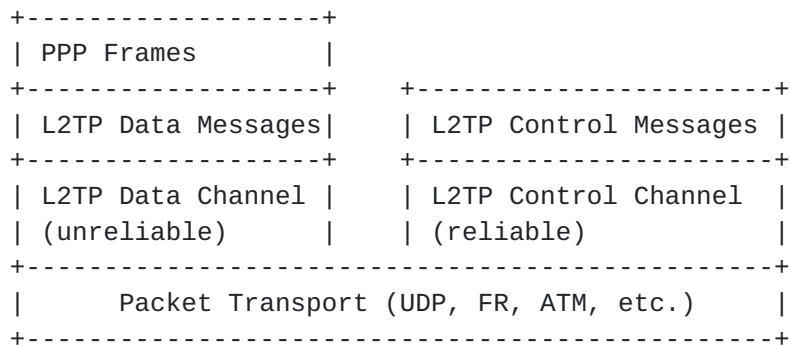 PPP Frames
L2TP Data Messages L2TP Control Messages
L2TP Data Channel L2TP Control Channel
(unreliable) (reliable)
Packet Transport (UDP, FR, ATM, etc.)